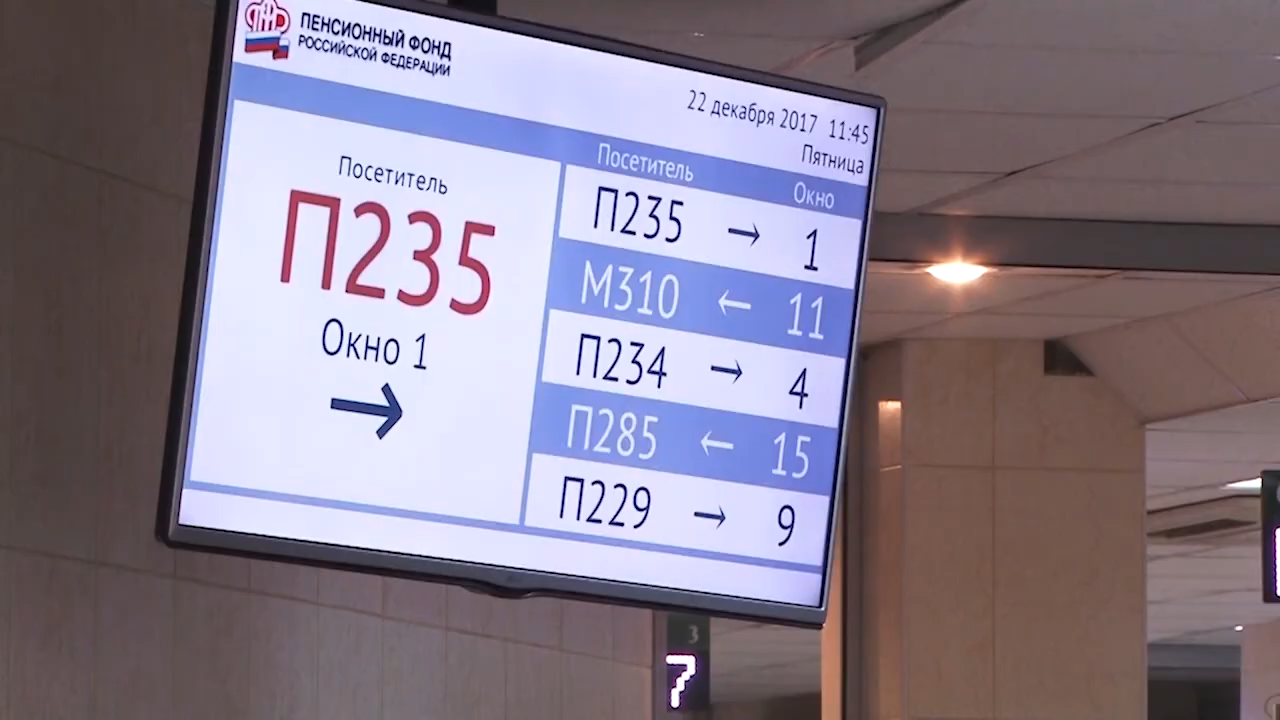 ПЕНСИОННЫЙ ФОНД
РОССИЙСКОЙ ФЕДЕРАЦИИ
22 декабря 2017 11:45
Пятница
Посетитель
П235
Окно 1
→
Посетитель Окно
П235 → 1
М310 ← 11
П234 → 4
П285 ← 15
П229 → 9
3
7